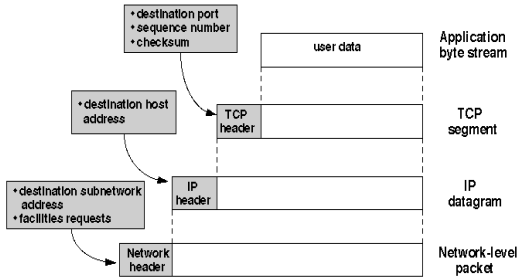 • destination port
• sequence number
• checksum
user data
Application
byte stream
• destination host
address
TCP
header
TCP
segment
• destination subnetwork
address
• facilities requests
IP
header
IP
datagram
Network
header
Network-level
packet